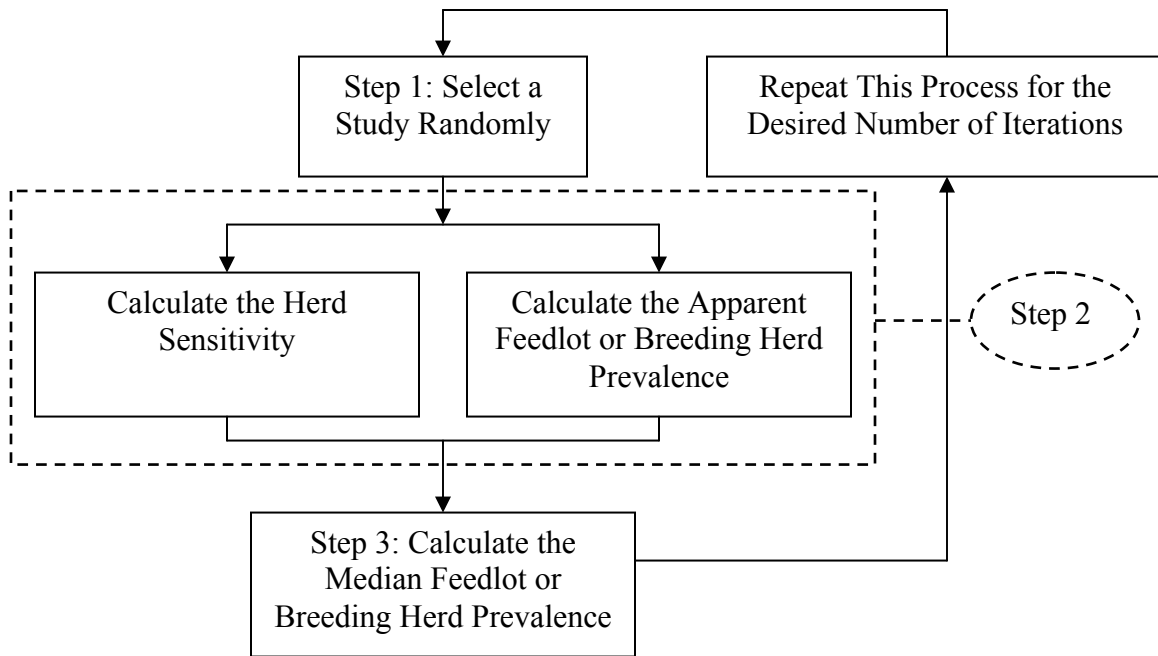 Step 1: Select a
Study Randomly
Repeat This Process for the
Desired Number of Iterations
Calculate the Herd
Sensitivity
Calculate the Apparent
Feedlot or Breeding Herd
Prevalence
Step 2
Step 3: Calculate the
Median Feedlot or
Breeding Herd Prevalence